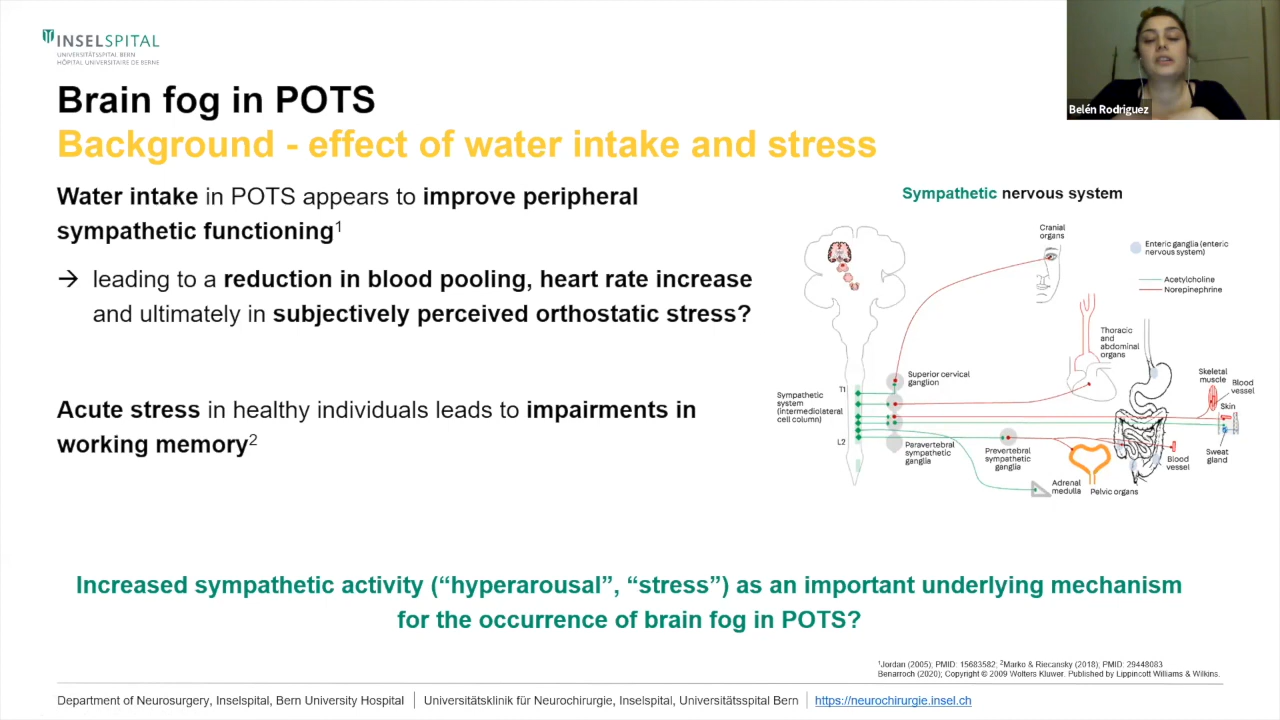 INSELSPITAL
UNIVERSITÄTSSPITAL BERN
HÔPITAL UNIVERSITAIRE DE BERNE
Belén Rodriguez
Brain fog in POTS
Background - effect of water intake and stress
Water intake in POTS appears to improve peripheral
sympathetic functioning¹
→ leading to a reduction in blood pooling, heart rate increase
and ultimately in subjectively perceived orthostatic stress?
Acute stress in healthy individuals leads to impairments in
working memory²
Sympathetic nervous system
Cranial
organs
Enteric ganglia (enteric
nervous system)
Acetylcholine
Norepinephrine
Thoracic
and
abdominal
organs
Superior cervical
ganglion
Skeletal
muscle
Blood
vessel
T1
Sympathetic
system
(intermediolateral
cell column)
Skin
L2
Paravertebral
sympathetic
ganglia
Prevertebral
sympathetic
ganglia
Blood
vessel
Sweat
gland
Adrenal
medulla
Pelvic organs
Increased sympathetic activity (“hyperarousal”, “stress”) as an important underlying mechanism
for the occurrence of brain fog in POTS?
¹Jordan (2005); PMID: 15683582; ²Marko & Riecansky (2018); PMID: 29448083
Benarroch (2020); Copyright © 2009 Wolters Kluwer. Published by Lippincott Williams & Wilkins.
Department of Neurosurgery, Inselspital, Bern University Hospital | Universitätsklinik für Neurochirurgie, Inselspital, Universitätsspital Bern | https://neurochirurgie.insel.ch